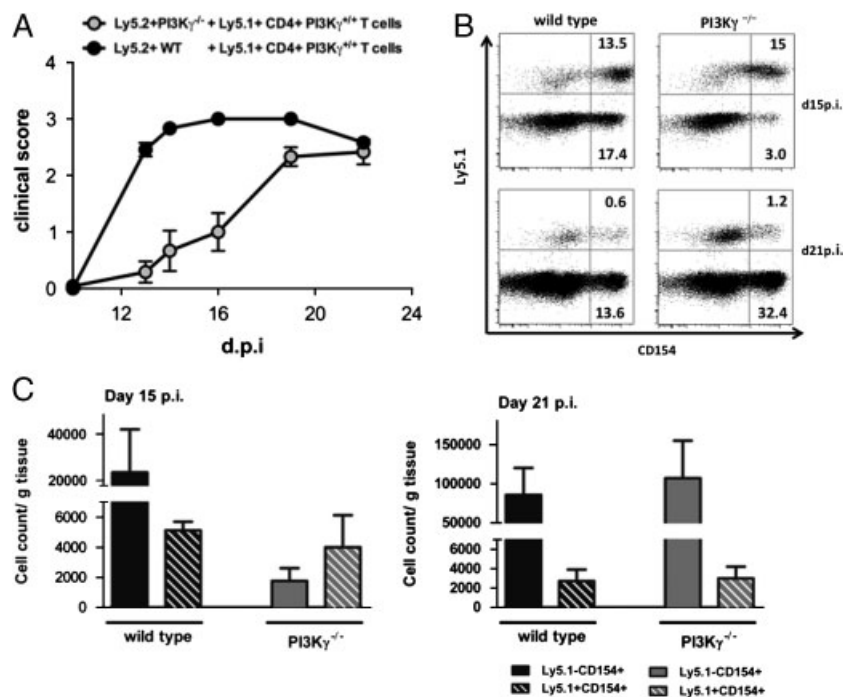 A
Ly5.2+PI3Kγ-/- + Ly5.1+ CD4+ PI3Kγ+/+ T cells
Ly5.2+ WT + Ly5.1+ CD4+ PI3Kγ+/+ T cells
clinical score
4
3
2
1
0
12 16 20 24
d.p.i
B
wild type PI3Kγ -/-
13.5 15
d15p.i.
17.4 3.0
0.6 1.2
d21p.i.
13.6 32.4
Ly5.1
CD154
C
Day 15 p.i.
Cell count/ g tissue
40000
20000
6000
4000
2000
0
wild type PI3Kγ-/-
Day 21 p.i.
Cell count/ g tissue
150000
100000
50000
4000
2000
0
wild type PI3Kγ-/-
Ly5.1-CD154+ Ly5.1-CD154+
Ly5.1+CD154+ Ly5.1+CD154+